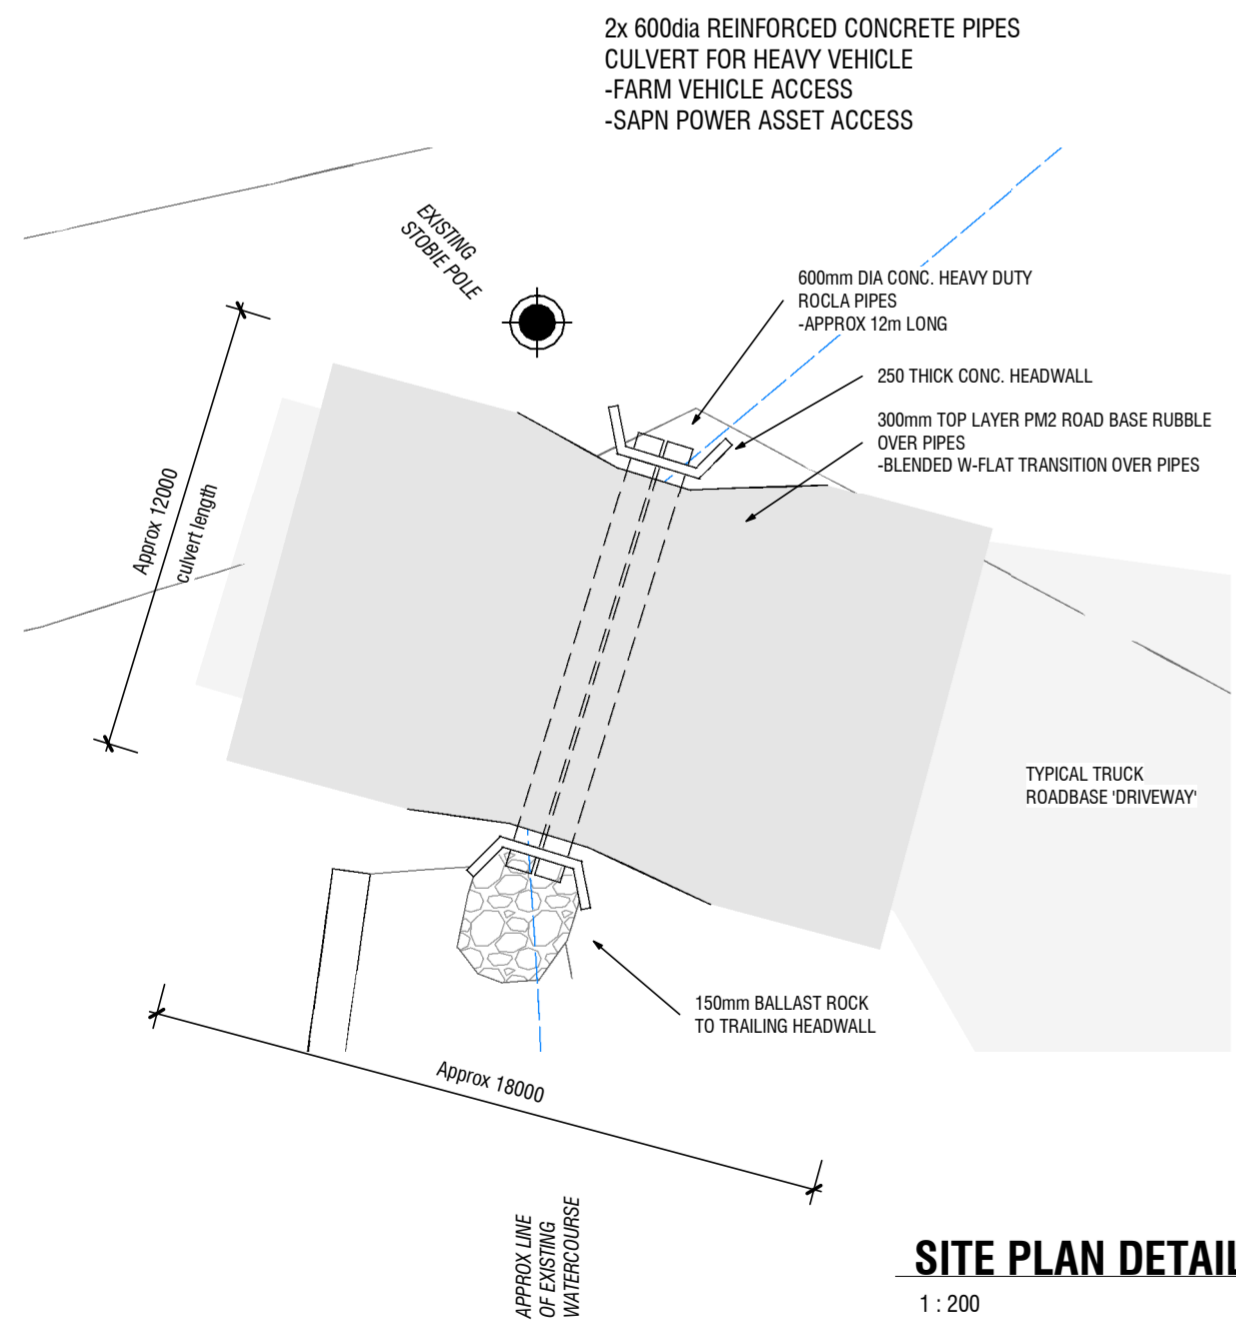 2x 600dia REINFORCED CONCRETE PIPES
CULVERT FOR HEAVY VEHICLE
-FARM VEHICLE ACCESS
-SAPN POWER ASSET ACCESS
EXISTING
STOBIE POLE
600mm DIA CONC. HEAVY DUTY
ROCLA PIPES
-APPROX 12m LONG
250 THICK CONC. HEADWALL
300mm TOP LAYER PM2 ROAD BASE RUBBLE
OVER PIPES
-BLENDED W-FLAT TRANSITION OVER PIPES
Approx 12000
culvert length
TYPICAL TRUCK
ROADBASE 'DRIVEWAY'
150mm BALLAST ROCK
TO TRAILING HEADWALL
Approx 18000
APPROX LINE
OF EXISTING
WATERCOURSE
SITE PLAN DETAIL
1 : 200